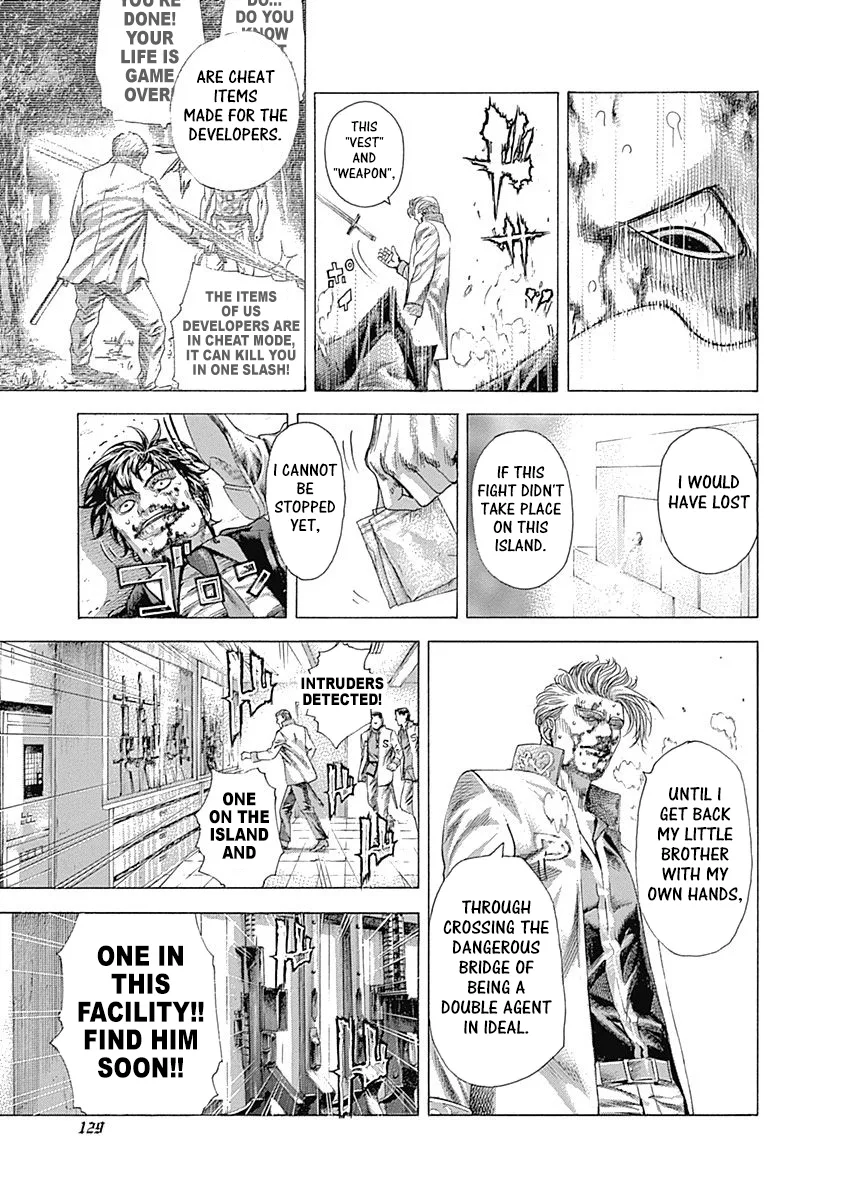 THIS
"VEST"
AND
"WEAPON",
ARE CHEAT
ITEMS
MADE FOR THE
DEVELOPERS.
DO...
DO YOU
KNOW
YOU'RE
DONE!
YOUR
LIFE IS
GAME
OVER!
THE ITEMS
OF US
DEVELOPERS ARE
IN CHEAT MODE,
IT CAN KILL YOU
IN ONE SLASH!
I WOULD
HAVE LOST
IF THIS
FIGHT DIDN'T
TAKE PLACE
ON THIS
ISLAND.
I CANNOT
BE
STOPPED
YET,
UNTIL I
GET BACK
MY LITTLE
BROTHER
WITH MY
OWN HANDS,
THROUGH
CROSSING THE
DANGEROUS
BRIDGE OF
BEING A
DOUBLE AGENT
IN IDEAL.
INTRUDERS
DETECTED!
ONE
ON THE
ISLAND
AND
ONE IN
THIS
FACILITY!!
FIND HIM
SOON!!
129